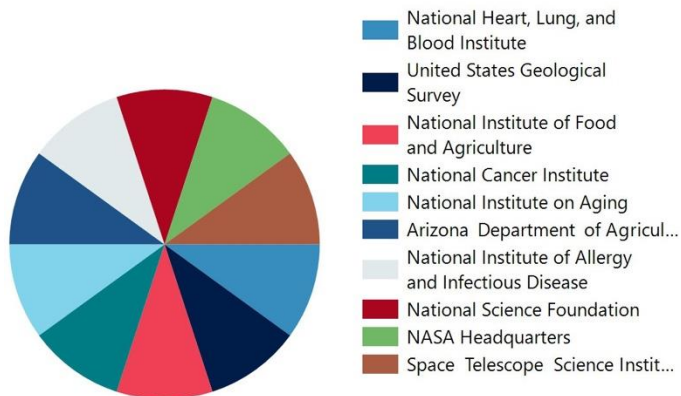 National Heart, Lung, and
Blood Institute
United States Geological
Survey
National Institute of Food
and Agriculture
National Cancer Institute
National Institute on Aging
Arizona Department of Agricul...
National Institute of Allergy
and Infectious Disease
National Science Foundation
NASA Headquarters
Space Telescope Science Instit...